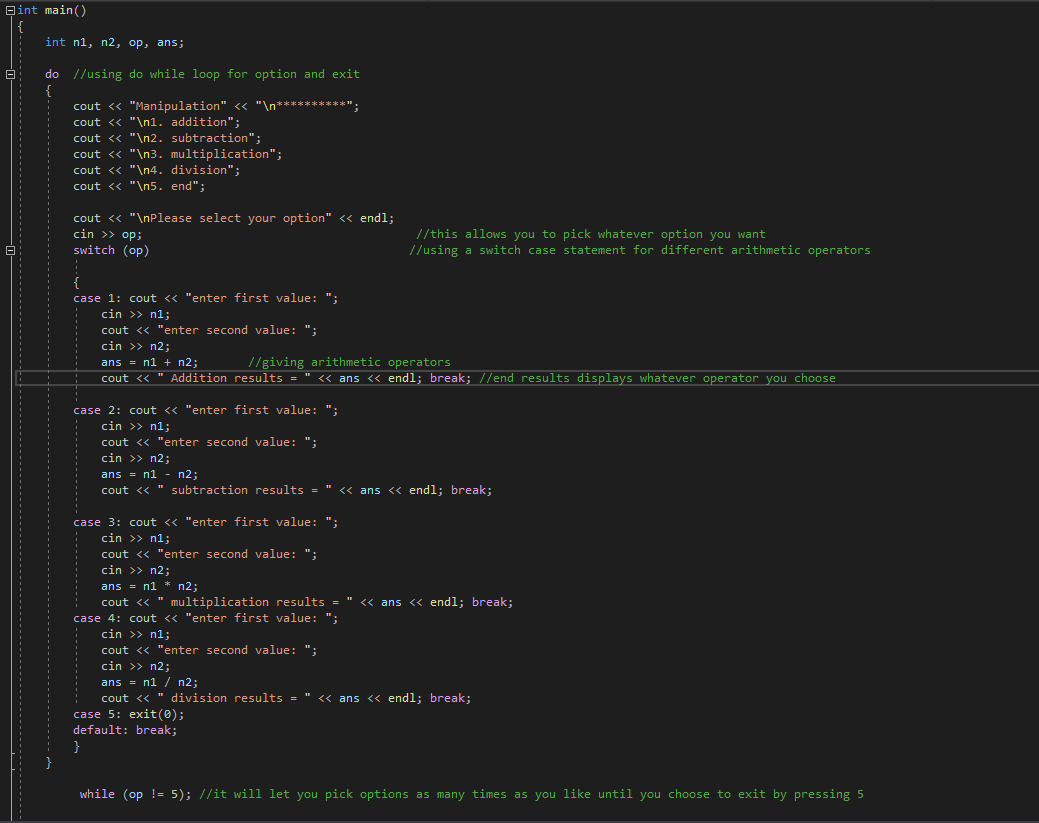 int main()
{
int n1, n2, op, ans;
do //using do while loop for option and exit
{
cout << "Manipulation" << "\n**********";
cout << "\n1. addition";
cout << "\n2. subtraction";
cout << "\n3. multiplication";
cout << "\n4. division";
cout << "\n5. end";
cout << "\nPlease select your option" << endl;
cin >> op; //this allows you to pick whatever option you want
switch (op) //using a switch case statement for different arithmetic operators
{
case 1: cout << "enter first value: ";
cin >> n1;
cout << "enter second value: ";
cin >> n2;
ans = n1 + n2; //giving arithmetic operators
cout << " Addition results = " << ans << endl; break; //end results displays whatever operator you choose
case 2: cout << "enter first value: ";
cin >> n1;
cout << "enter second value: ";
cin >> n2;
ans = n1 - n2;
cout << " subtraction results = " << ans << endl; break;
case 3: cout << "enter first value: ";
cin >> n1;
cout << "enter second value: ";
cin >> n2;
ans = n1 * n2;
cout << " multiplication results = " << ans << endl; break;
case 4: cout << "enter first value: ";
cin >> n1;
cout << "enter second value: ";
cin >> n2;
ans = n1 / n2;
cout << " division results = " << ans << endl; break;
case 5: exit(0);
default: break;
}
}
while (op != 5); //it will let you pick options as many times as you like until you choose to exit by pressing 5